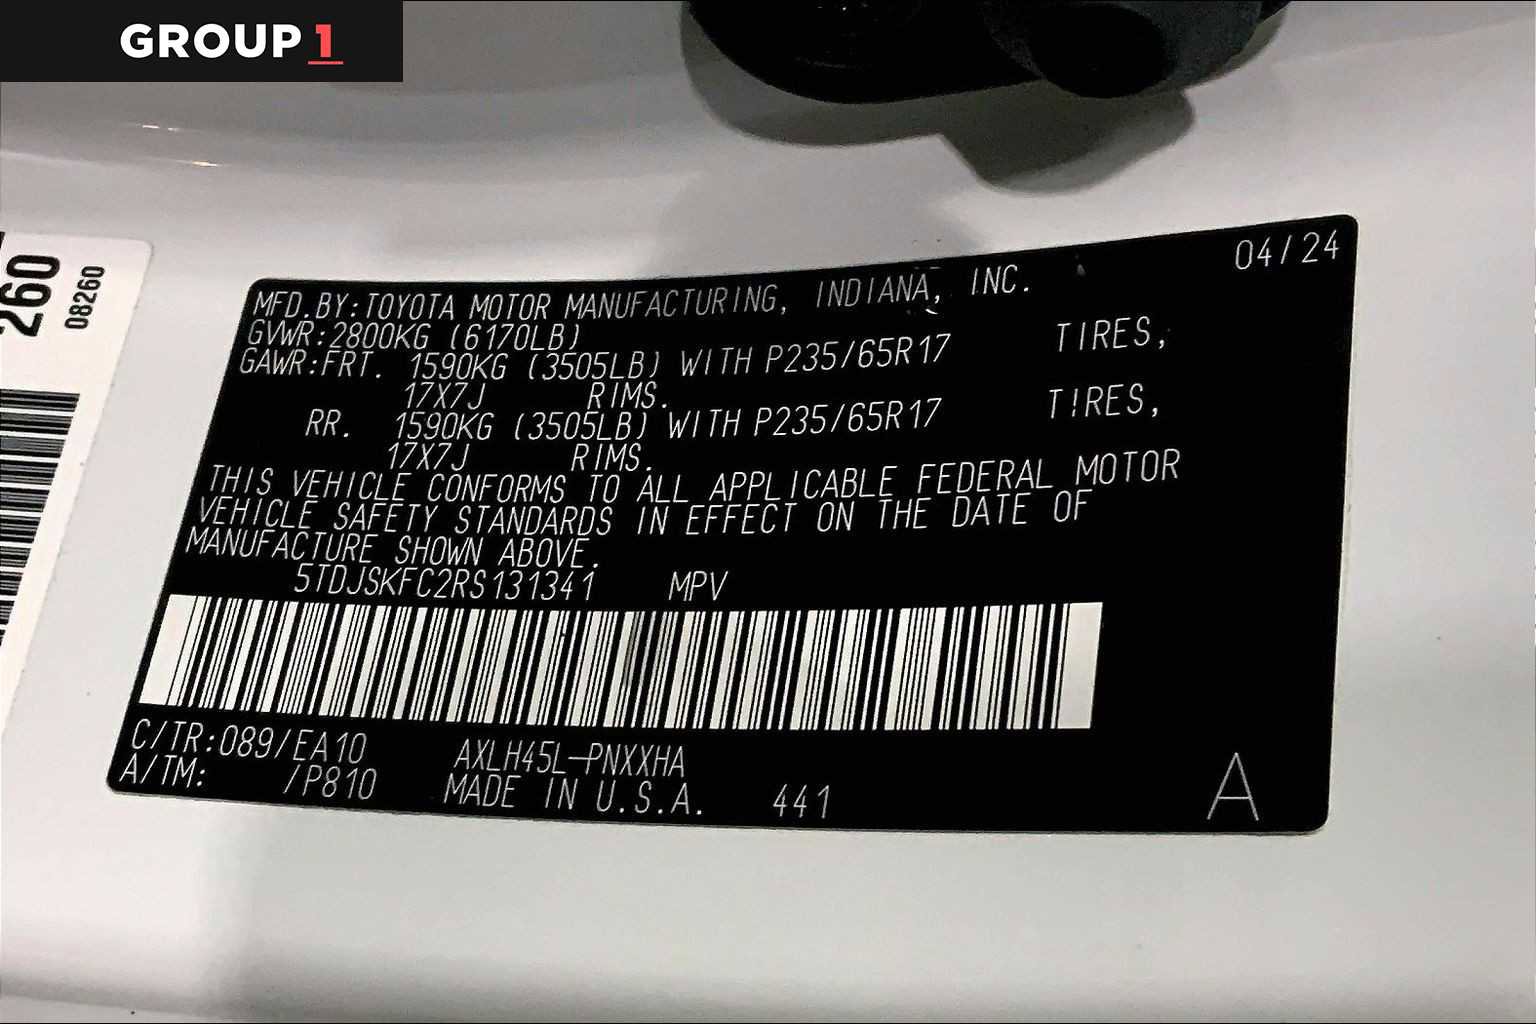 GROUP 1
260
08260
04/24
MFD.BY:TOYOTA MOTOR MANUFACTURING, INDIANA, INC.
GVWR:2800KG (6170LB)
GAWR:FRT. 1590KG (3505LB) WITH P235/65R17 TIRES,
17X7J RIMS.
RR. 1590KG (3505LB) WITH P235/65R17 TIRES,
17X7J RIMS.
THIS VEHICLE CONFORMS TO ALL APPLICABLE FEDERAL MOTOR
VEHICLE SAFETY STANDARDS IN EFFECT ON THE DATE OF
MANUFACTURE SHOWN ABOVE.
5TDJSKFC2RS131341 MPV
C/TR:089/EA10 AXLH45L-PNXXHA
A/TM: /P810 MADE IN U.S.A. 441 A